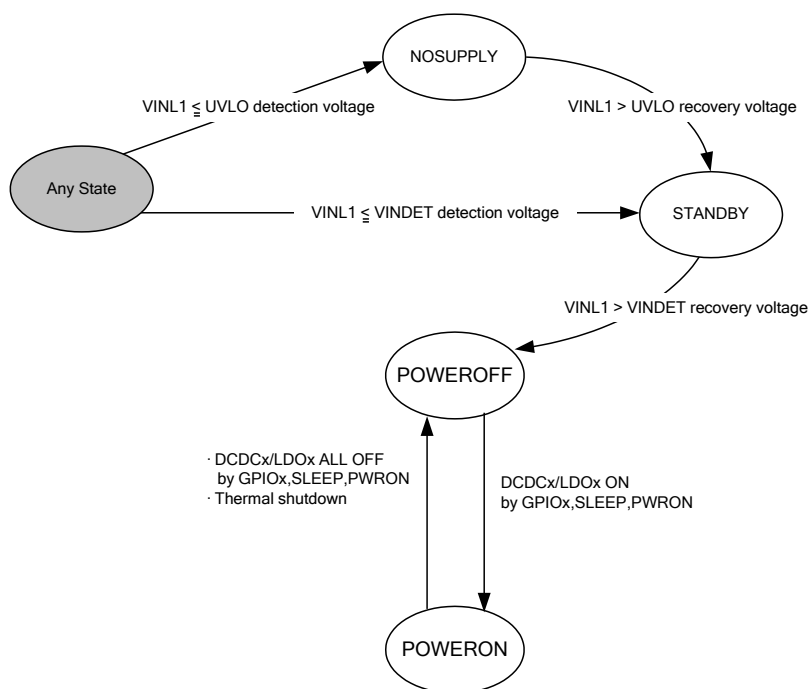 NOSUPPLY
VINL1 ≦ UVLO detection voltage
VINL1 > UVLO recovery voltage
Any State
VINL1 ≦ VINDET detection voltage
STANDBY
VINL1 > VINDET recovery voltage
POWEROFF
· DCDCx/LDOx ALL OFF
by GPIOx,SLEEP,PWRON
· Thermal shutdown
DCDCx/LDOx ON
by GPIOx,SLEEP,PWRON
POWERON